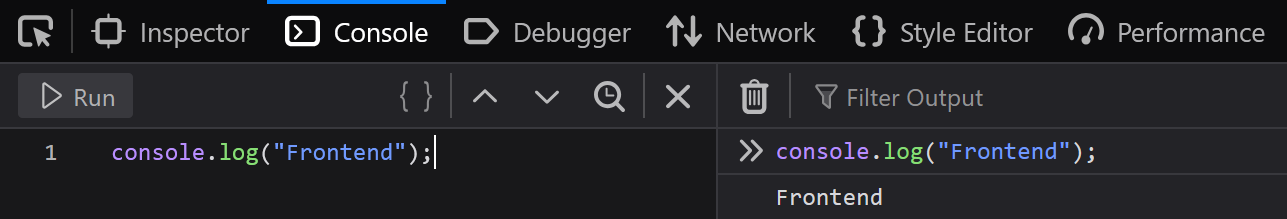 Inspector Console Debugger Network Style Editor Performance
Run { } Filter Output
1 console.log("Frontend");
console.log("Frontend");
Frontend